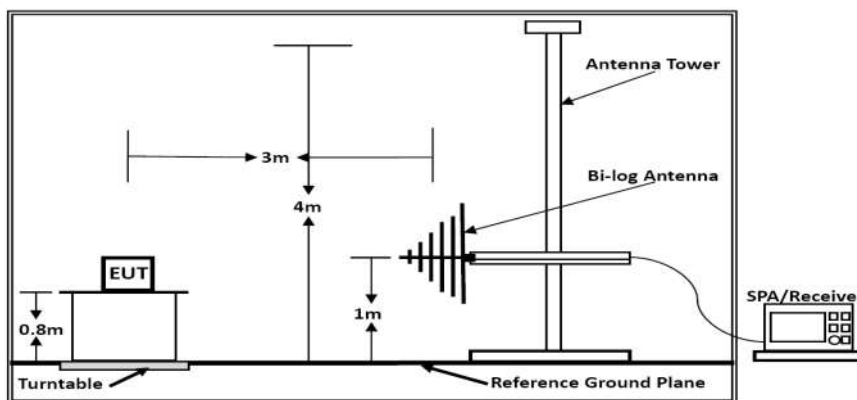 Antenna Tower
3m
Bi-log Antenna
4m
EUT
SPA/Receive
0.8m
1m
Turntable
Reference Ground Plane